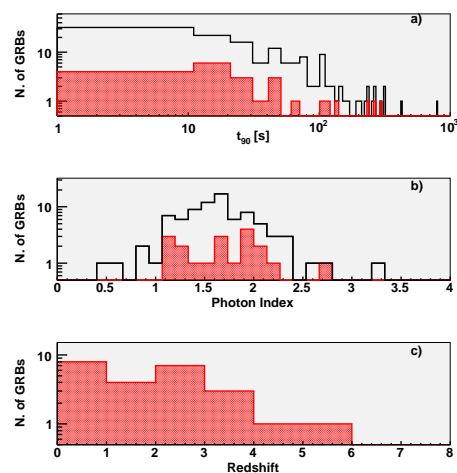 a)
N. of GRBs
10
1
1 10 10² 10³
t₉₀ [s]
b)
N. of GRBs
10
1
0 0.5 1 1.5 2 2.5 3 3.5 4
Photon Index
c)
N. of GRBs
10
1
0 1 2 3 4 5 6 7 8
Redshift